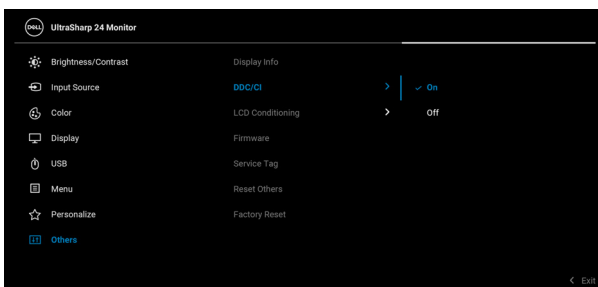 DELL UltraSharp 24 Monitor
Brightness/Contrast Display Info
Input Source DDC/CI > ✓ On
Color LCD Conditioning > Off
Display Firmware
USB Service Tag
Menu Reset Others
Personalize Factory Reset
Others
< Exit